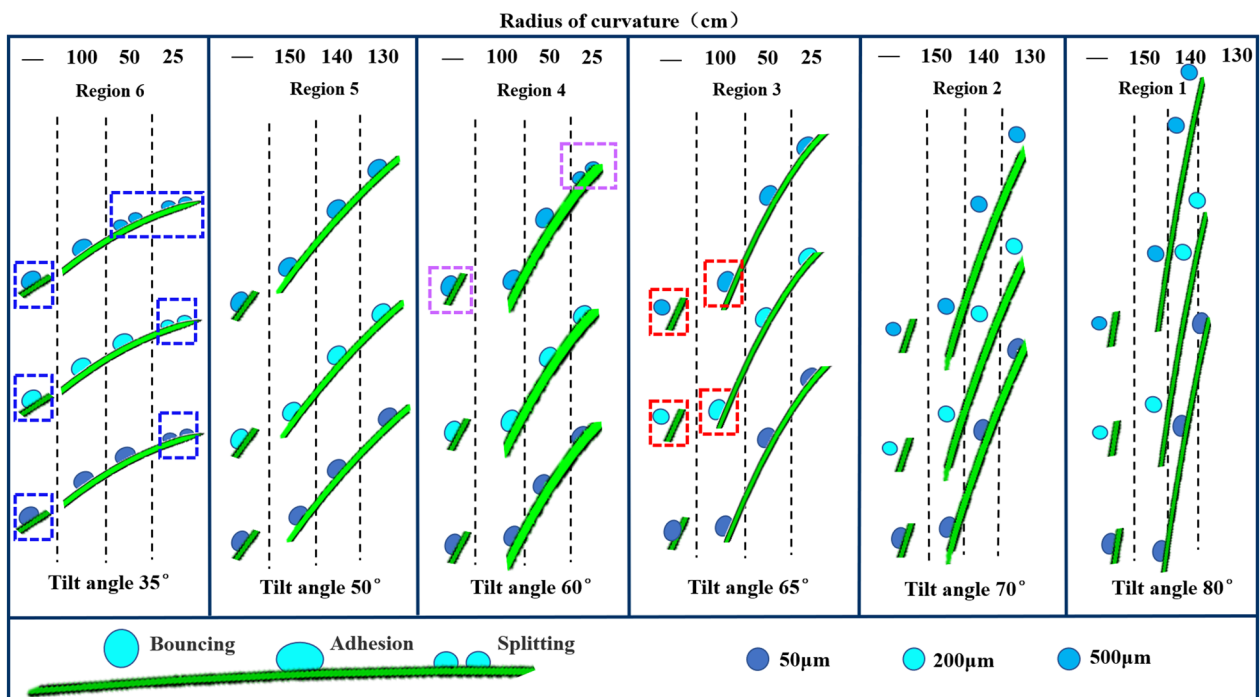 Radius of curvature（cm）
— 100 50 25
Region 6
Tilt angle 35°
— 150 140 130
Region 5
Tilt angle 50°
— 100 50 25
Region 4
Tilt angle 60°
— 100 50 25
Region 3
Tilt angle 65°
— 150 140 130
Region 2
Tilt angle 70°
— 150 140 130
Region 1
Tilt angle 80°
Bouncing Adhesion Splitting
50μm 200μm 500μm